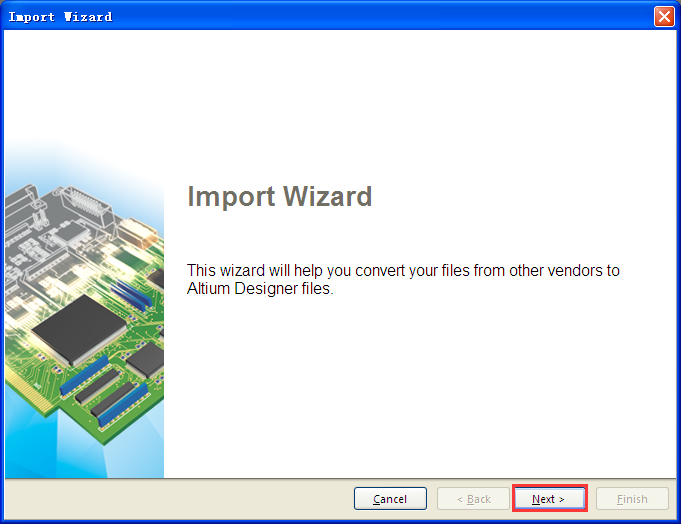 Import Wizard
Import Wizard
This wizard will help you convert your files from other vendors to
Altium Designer files.
Cancel
< Back
Next >
Finish